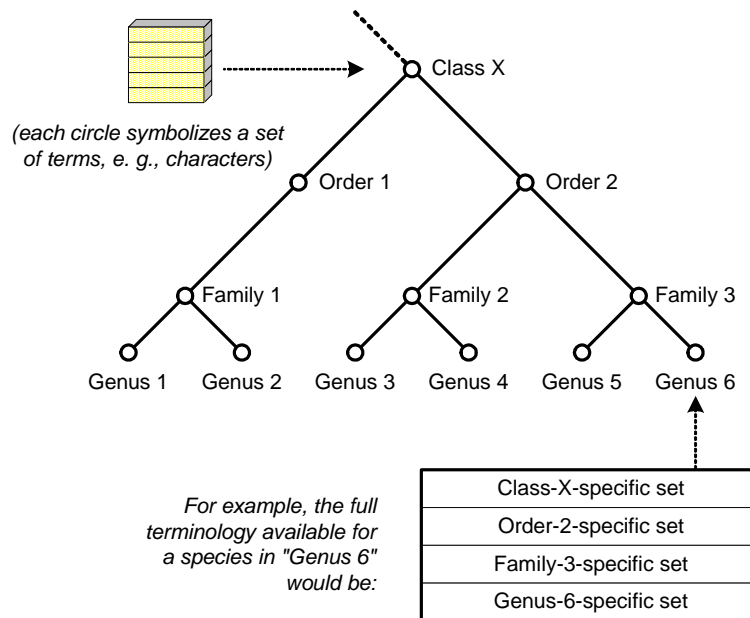 Class X
(each circle symbolizes a set
of terms, e. g., characters)
Order 1
Order 2
Family 1
Family 2
Family 3
Genus 1
Genus 2
Genus 3
Genus 4
Genus 5
Genus 6
For example, the full
terminology available for
a species in "Genus 6"
would be:
Class-X-specific set
Order-2-specific set
Family-3-specific set
Genus-6-specific set